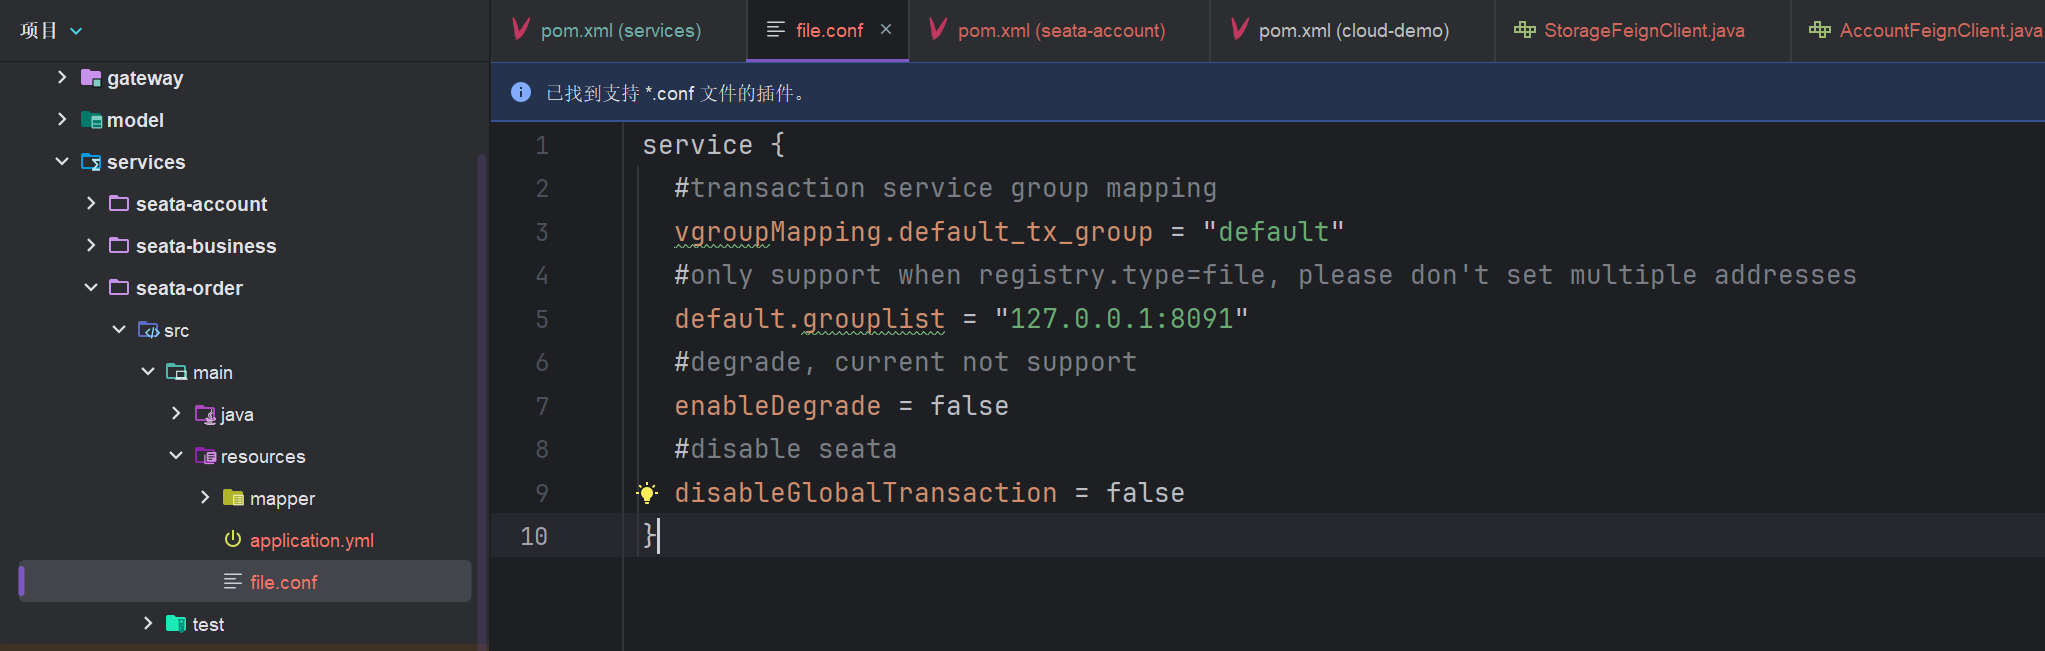 项目
pom.xml (services)
file.conf
pom.xml (seata-account)
pom.xml (cloud-demo)
StorageFeignClient.java
AccountFeignClient.java
已找到支持 *.conf 文件的插件。
gateway
model
services
seata-account
seata-business
seata-order
src
main
java
resources
mapper
application.yml
file.conf
test
1 service {
2 #transaction service group mapping
3 vgroupMapping.default_tx_group = "default"
4 #only support when registry.type=file, please don't set multiple addresses
5 default.grouplist = "127.0.0.1:8091"
6 #degrade, current not support
7 enableDegrade = false
8 #disable seata
9 disableGlobalTransaction = false
10 }